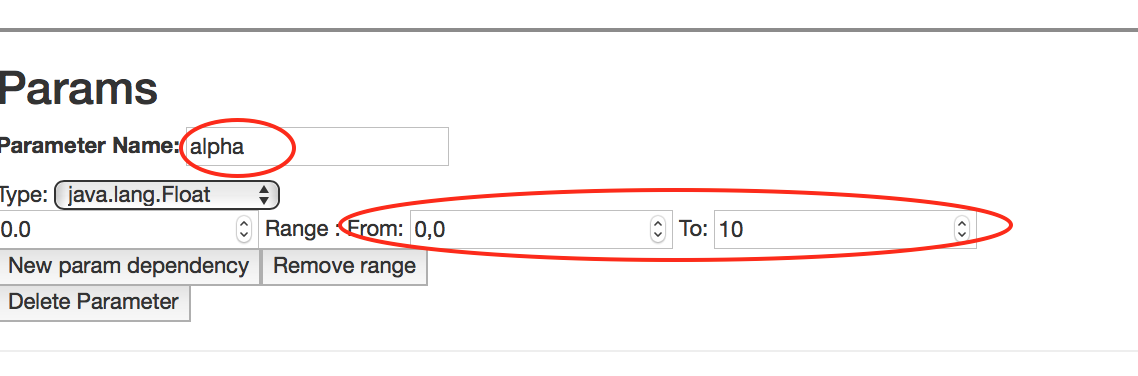 Params
Parameter Name: alpha
Type: java.lang.Float
0.0 Range : From: 0,0 To: 10
New param dependency Remove range
Delete Parameter